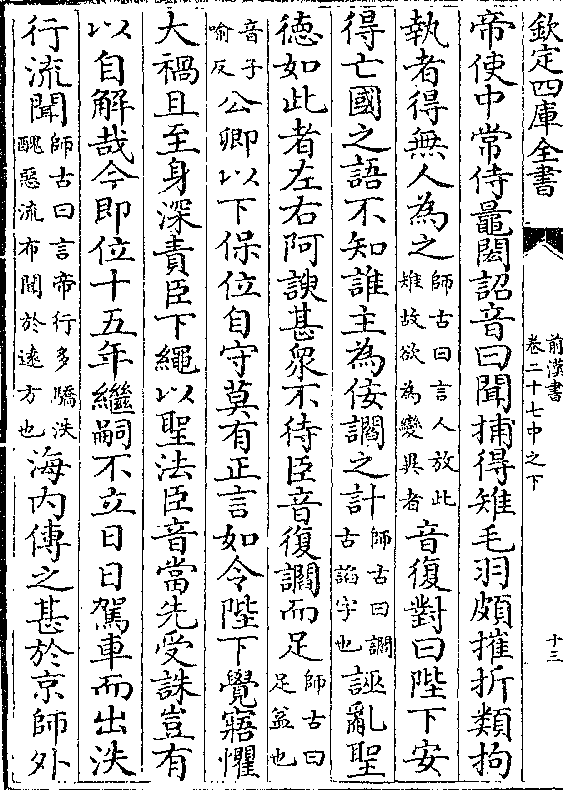 欽定四庫全書
前漢書
卷二十七中之下
十三
帝使中常侍鼂閎詔音曰聞捕得雉毛羽頗摧折類拘
執者得無人為之師古曰言人放此雉故欲為變異者音復對曰陛下安
得亡國之語不知誰主為佞讇之計師古曰讇古諂字也誣亂聖
德如此者左右阿諛甚衆不待臣音復讇而足師古曰足益也
音子喻反公卿以下保位自守莫有正言如令陛下覺寤懼
大禍且至身深責臣下繩以聖法臣音當先受誅豈有
以自解哉今即位十五年繼嗣不立日日駕車而出泆
行流聞師古曰言帝行多驕泆醜惡流布聞於遠方也海內傳之甚於京師外